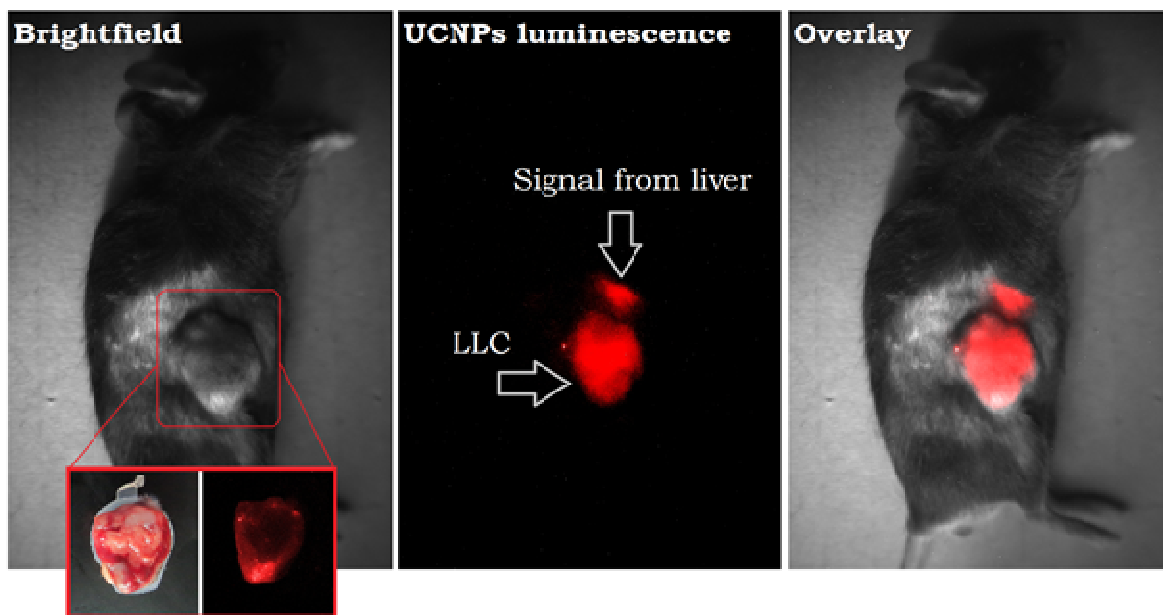 Brightfield
UCNPs luminescence
Overlay
Signal from liver
LLC